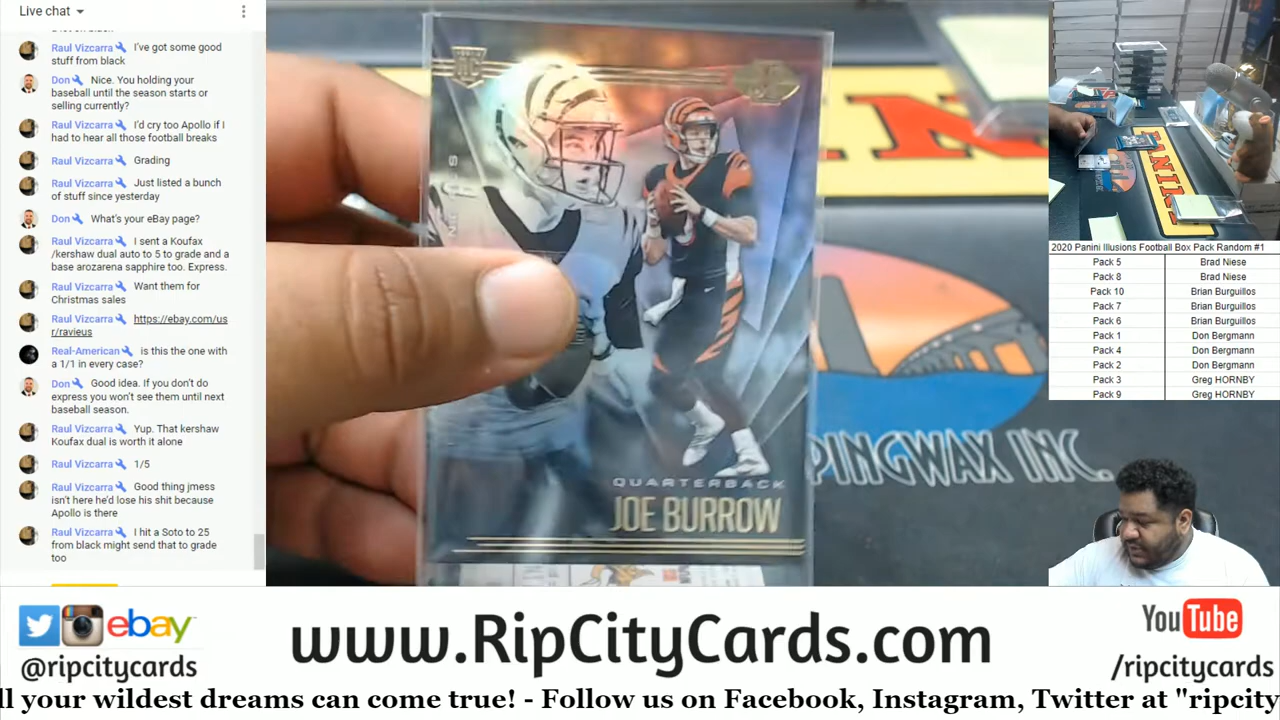 Live chat
Raul Vizcarra I've got some good
stuff from black
Don Nice. You holding your
baseball until the season starts or
selling currently?
Raul Vizcarra I'd cry too Apollo if I
had to hear all those football breaks
Raul Vizcarra Grading
Raul Vizcarra Just listed a bunch
of stuff since yesterday
Don What's your eBay page?
Raul Vizcarra I sent a Koufax
/kershaw dual auto to 5 to grade and a
base arozarena sapphire too. Express.
Raul Vizcarra Want them for
Christmas sales
Raul Vizcarra https://ebay.com/us
r/ravieus
Real-American is this the one with
a 1/1 in every case?
Don Good idea. If you don't do
express you won't see them until next
baseball season.
Raul Vizcarra Yup. That kershaw
Koufax dual is worth it alone
Raul Vizcarra 1/5
Raul Vizcarra Good thing jmess
isn't here he'd lose his shit because
Apollo is there
Raul Vizcarra I hit a Soto to 25
from black might send that to grade
too
RC
QUARTERBACK
JOE BURROW
PPINGWAX INC.
PANINI
2020 Panini Illusions Football Box Pack Random #1
Pack 5 Brad Niese
Pack 8 Brad Niese
Pack 10 Brian Burguillos
Pack 7 Brian Burguillos
Pack 6 Brian Burguillos
Pack 1 Don Bergmann
Pack 4 Don Bergmann
Pack 2 Don Bergmann
Pack 3 Greg HORNBY
Pack 9 Greg HORNBY
ebay
@ripcitycards
www.RipCityCards.com
YouTube
/ripcitycards
ll your wildest dreams can come true! - Follow us on Facebook, Instagram, Twitter at "ripcity